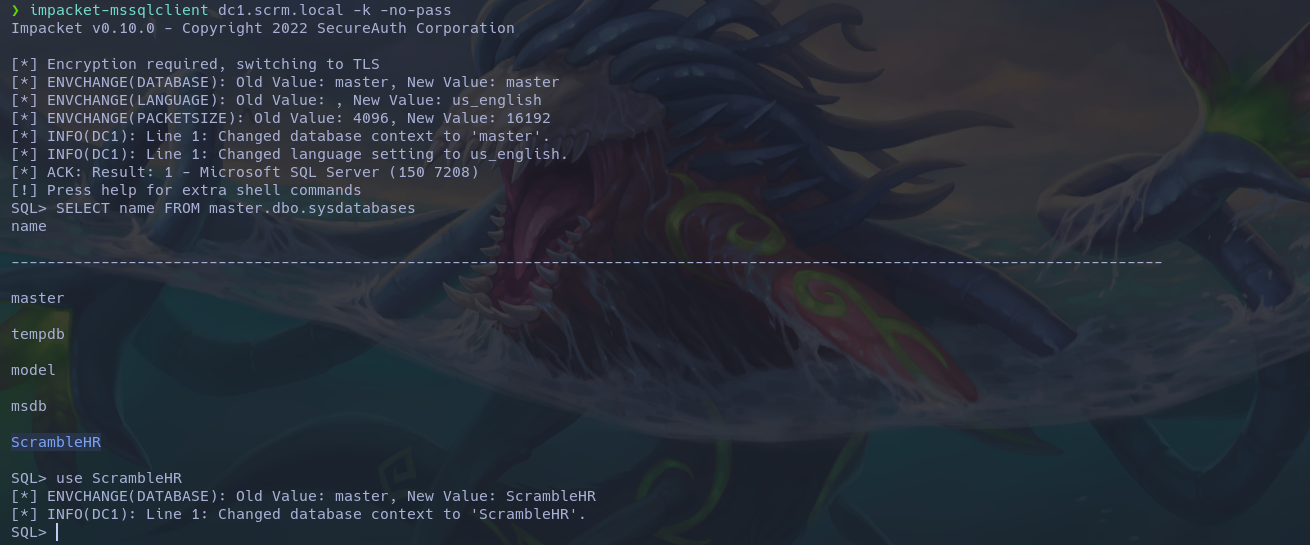 ❯ impacket-mssqlclient dc1.scrm.local -k -no-pass
Impacket v0.10.0 - Copyright 2022 SecureAuth Corporation
[*] Encryption required, switching to TLS
[*] ENVCHANGE(DATABASE): Old Value: master, New Value: master
[*] ENVCHANGE(LANGUAGE): Old Value: , New Value: us_english
[*] ENVCHANGE(PACKETSIZE): Old Value: 4096, New Value: 16192
[*] INFO(DC1): Line 1: Changed database context to 'master'.
[*] INFO(DC1): Line 1: Changed language setting to us_english.
[*] ACK: Result: 1 - Microsoft SQL Server (150 7208)
[!] Press help for extra shell commands
SQL> SELECT name FROM master.dbo.sysdatabases
name
--------------------------------------------------------------------------------------------------------------------------------
master
tempdb
model
msdb
ScrambleHR
SQL> use ScrambleHR
[*] ENVCHANGE(DATABASE): Old Value: master, New Value: ScrambleHR
[*] INFO(DC1): Line 1: Changed database context to 'ScrambleHR'.
SQL>